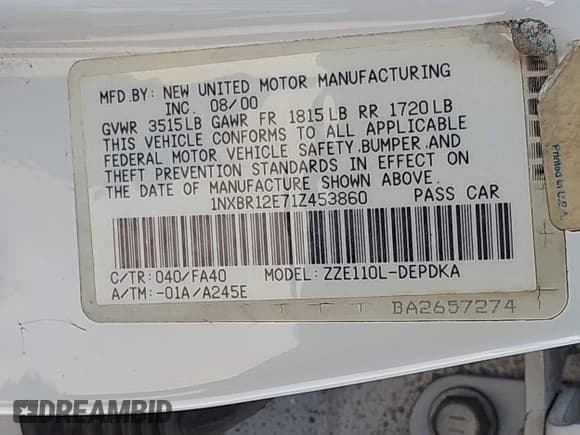 MFD.BY: NEW UNITED MOTOR MANUFACTURING
INC. 08/00
GVWR 3515LB GAWR FR 1815LB RR 1720LB
THIS VEHICLE CONFORMS TO ALL APPLICABLE
FEDERAL MOTOR VEHICLE SAFETY,BUMPER,AND
THEFT PREVENTION STANDARDS IN EFFECT ON
THE DATE OF MANUFACTURE SHOWN ABOVE.
1NXBR12E71Z453860 PASS CAR
C/TR: 040/FA40 MODEL: ZZE110L-DEPDKA
A/TM: -01A/A245E
T T T BA2657274
Printed in U.S.A.
DREAMBID